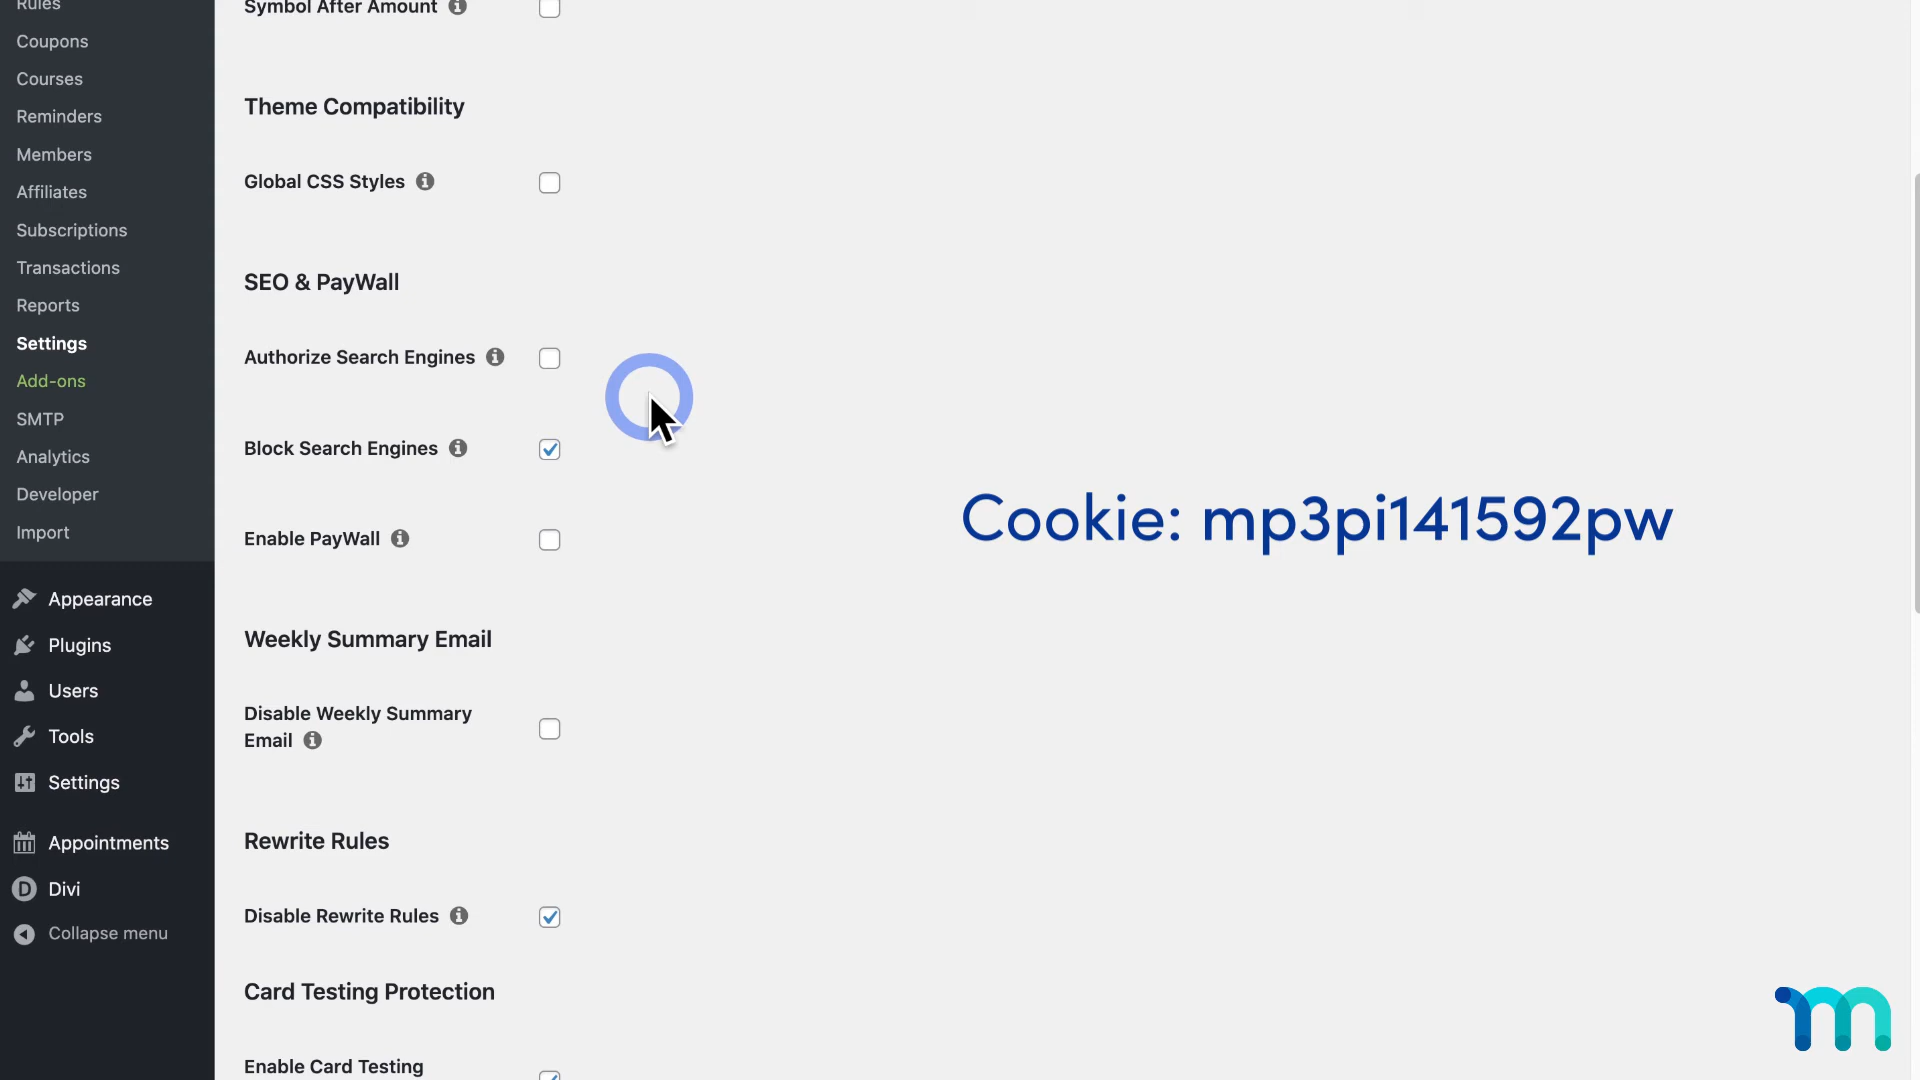 Rules
Coupons
Courses
Reminders
Members
Affiliates
Subscriptions
Transactions
Reports
Settings
Add-ons
SMTP
Analytics
Developer
Import
Appearance
Plugins
Users
Tools
Settings
Appointments
Divi
Collapse menu
Symbol After Amount
Theme Compatibility
Global CSS Styles
SEO & PayWall
Authorize Search Engines
Block Search Engines
Enable PayWall
Weekly Summary Email
Disable Weekly Summary
Email
Rewrite Rules
Disable Rewrite Rules
Card Testing Protection
Enable Card Testing
Cookie: mp3pi141592pw